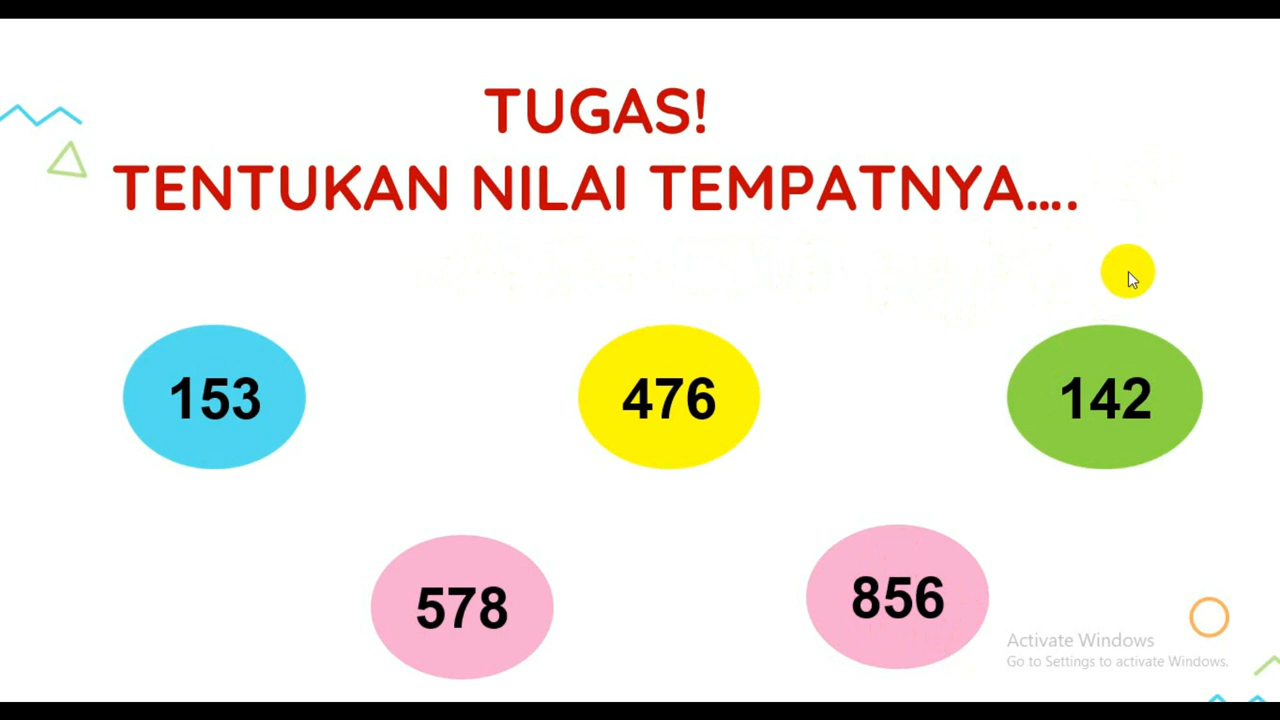 TUGAS!
TENTUKAN NILAI TEMPATNYA....
153
476
142
578
856
Activate Windows
Go to Settings to activate Windows.